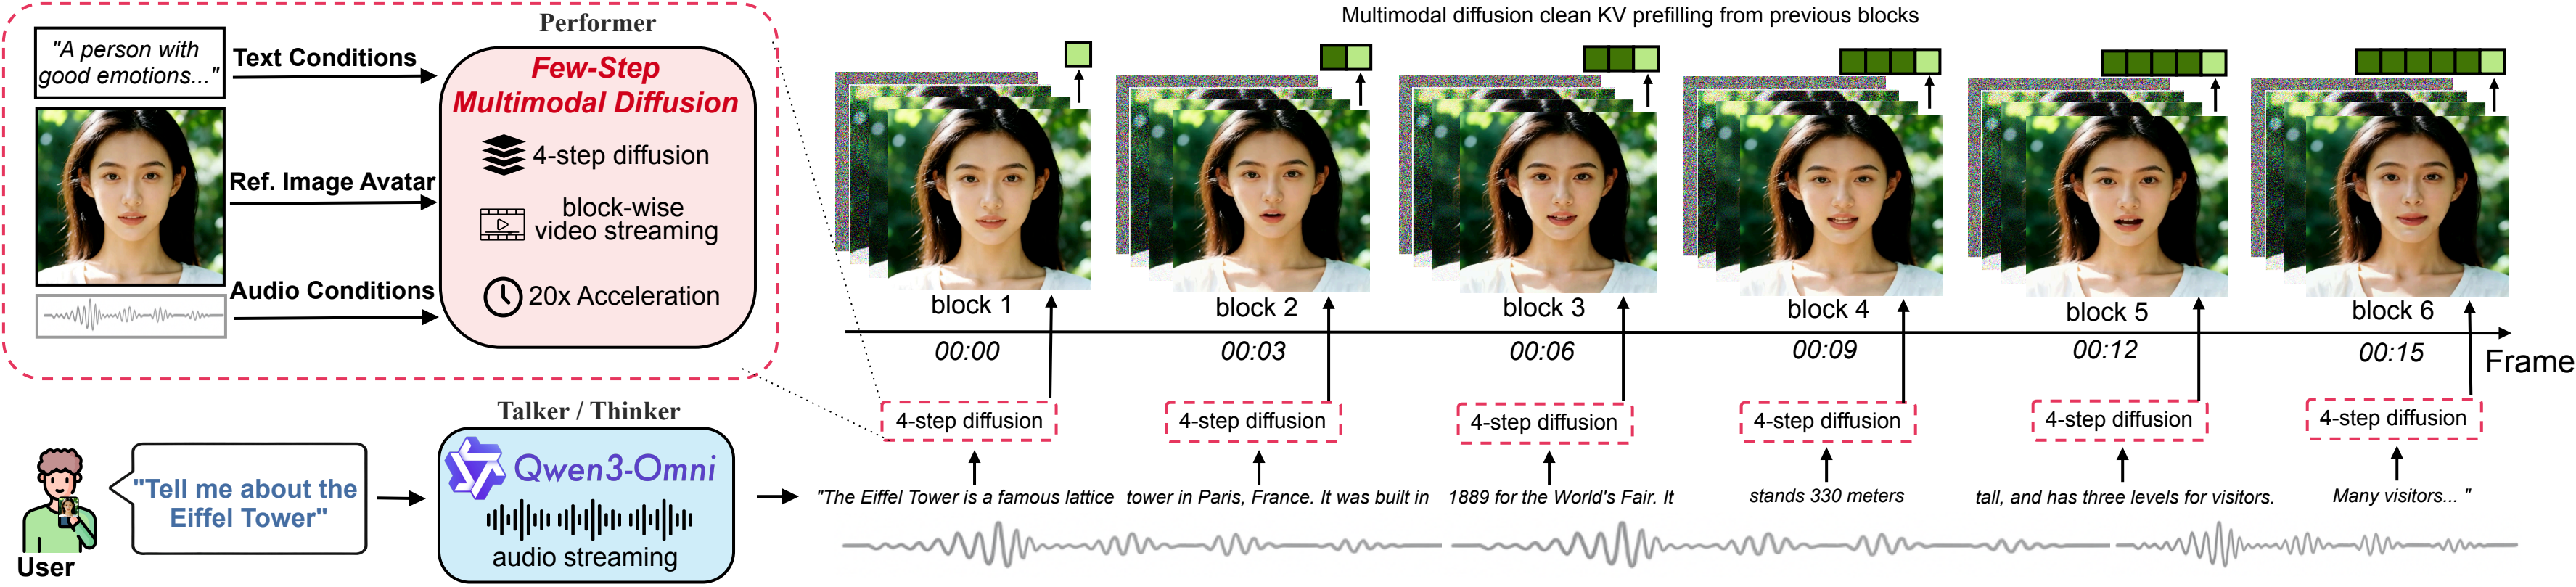 Performer
"A person with
good emotions..."
Text Conditions
Ref. Image Avatar
Audio Conditions
Few-Step
Multimodal Diffusion
4-step diffusion
block-wise
video streaming
20x Acceleration
Talker / Thinker
User
"Tell me about the
Eiffel Tower"
Qwen3-Omni
audio streaming
Multimodal diffusion clean KV prefilling from previous blocks
block 1
block 2
block 3
block 4
block 5
block 6
00:00
00:03
00:06
00:09
00:12
00:15
Frame
4-step diffusion
4-step diffusion
4-step diffusion
4-step diffusion
4-step diffusion
4-step diffusion
"The Eiffel Tower is a famous lattice
tower in Paris, France. It was built in
1889 for the World's Fair. It
stands 330 meters
tall, and has three levels for visitors.
Many visitors... "